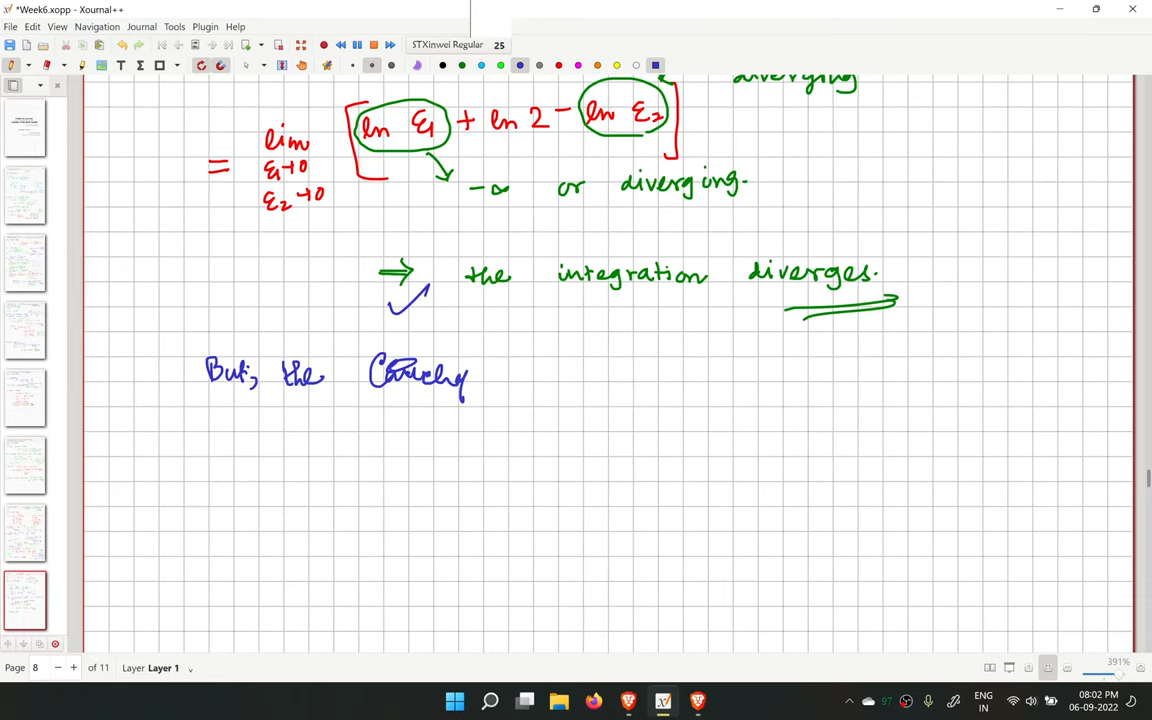 *Week6.xopp - Xournal++
File Edit View Navigation Journal Tools Plugin Help
STXinwei Regular 25
diverging
= lim ε1→0 ε2→0 [ln ε1 + ln 2 - ln ε2]
-∞ or diverging.
⇒ the integration diverges.
But, the Cauchy
Page 8 of 11 Layer Layer 1
391%
97 ENG IN 08:02 PM 06-09-2022